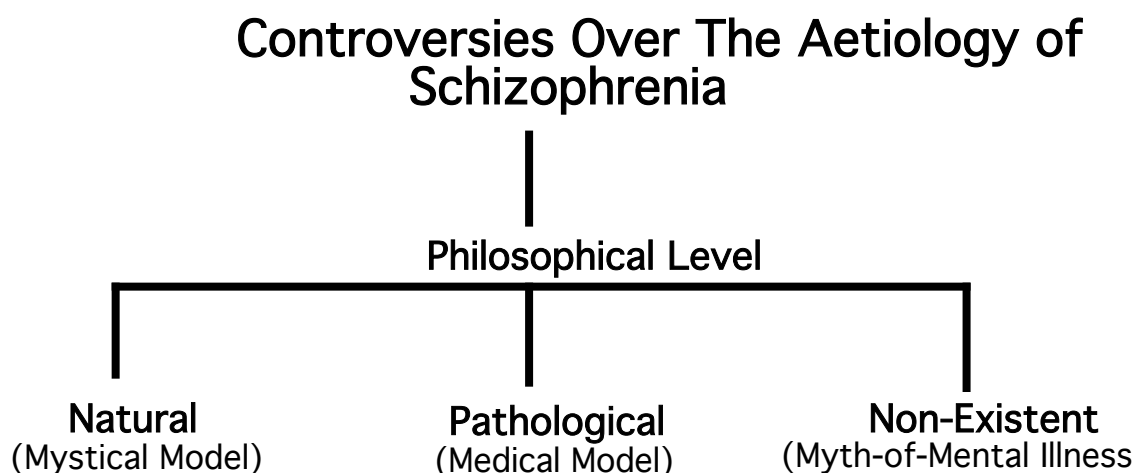 Controversies Over The Aetiology of
Schizophrenia
Philosophical Level
Natural
(Mystical Model)
Pathological
(Medical Model)
Non-Existent
(Myth-of-Mental Illness